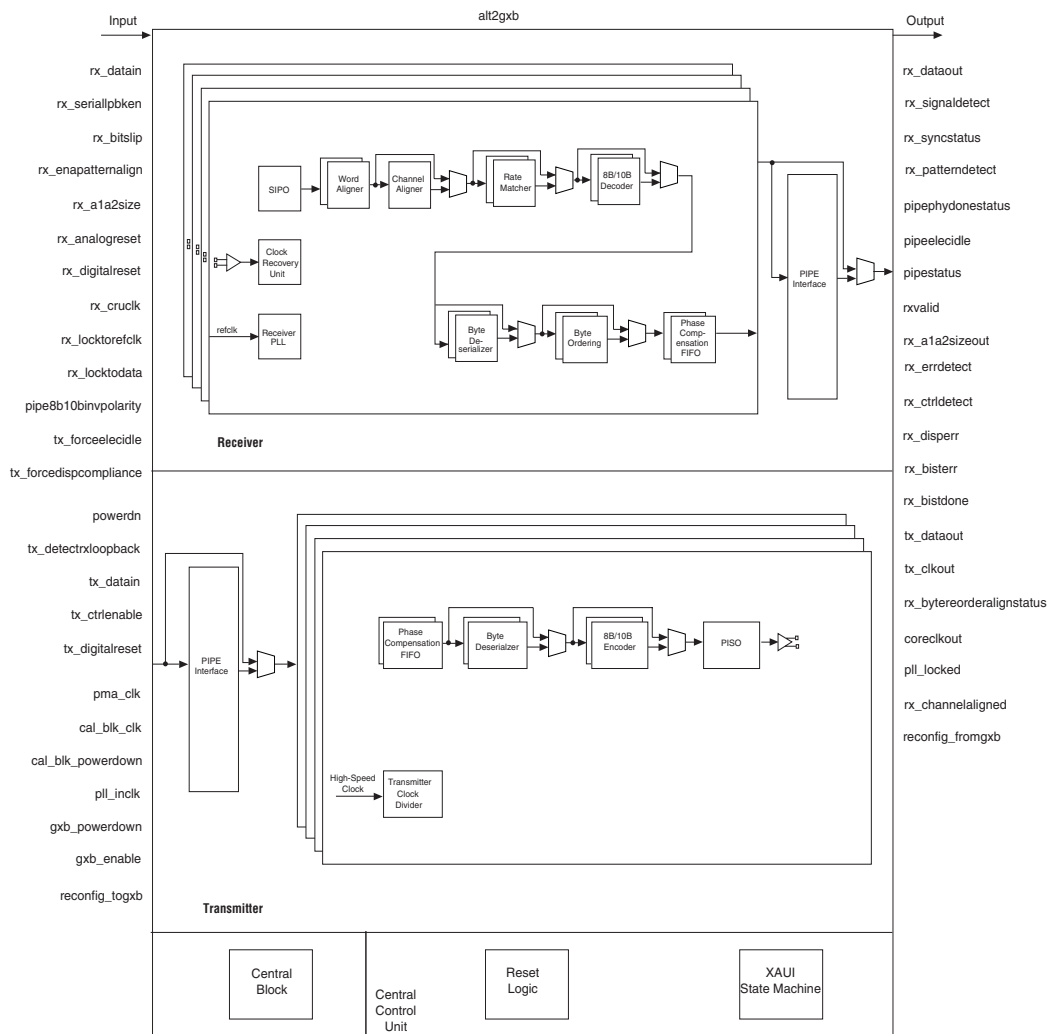 alt2gxb
Input
Output
rx_datain
rx_seriallpbken
rx_bitslip
rx_enapatternalign
rx_a1a2size
rx_analogreset
rx_digitalreset
rx_cruclk
rx_locktorefclk
rx_locktodata
pipe8b10binvpolarity
tx_forceelecidle
tx_forcedispcompliance
powerdn
tx_detectrxloopback
tx_datain
tx_ctrlenable
tx_digitalreset
pma_clk
cal_blk_clk
cal_blk_powerdown
pll_inclk
gxb_powerdown
gxb_enable
reconfig_togxb
SIPO
Word
Aligner
Channel
Aligner
Rate
Matcher
8B/10B
Decoder
Clock
Recovery
Unit
refclk
Receiver
PLL
Byte
De-
serializer
Byte
Ordering
Phase
Comp-
ensation
FIFO
PIPE
Interface
Receiver
PIPE
Interface
Phase
Compensation
FIFO
Byte
Deserialzer
8B/10B
Encoder
PISO
High-Speed
Clock
Transmitter
Clock
Divider
Transmitter
Central
Block
Central
Control
Unit
Reset
Logic
XAUI
State Machine
rx_dataout
rx_signaldetect
rx_syncstatus
rx_patterndetect
pipephydonestatus
pipeelecidle
pipestatus
rxvalid
rx_a1a2sizeout
rx_errdetect
rx_ctrldetect
rx_disperr
rx_bisterr
rx_bistdone
tx_dataout
tx_clkout
rx_bytereorderalignstatus
coreclkout
pll_locked
rx_channelaligned
reconfig_fromgxb